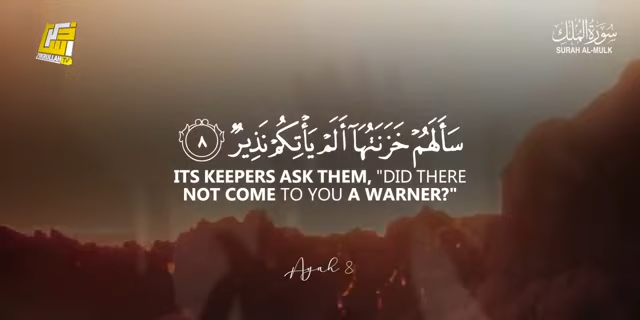 سُورَةُ المُلْكِ
SURAH AL-MULK
سَأَلَهُمْ خَزَنَتُهَآ أَلَمْ يَأْتِكُمْ نَذِيرٌ ٨
ITS KEEPERS ASK THEM, "DID THERE
NOT COME TO YOU A WARNER?"
Ayah 8